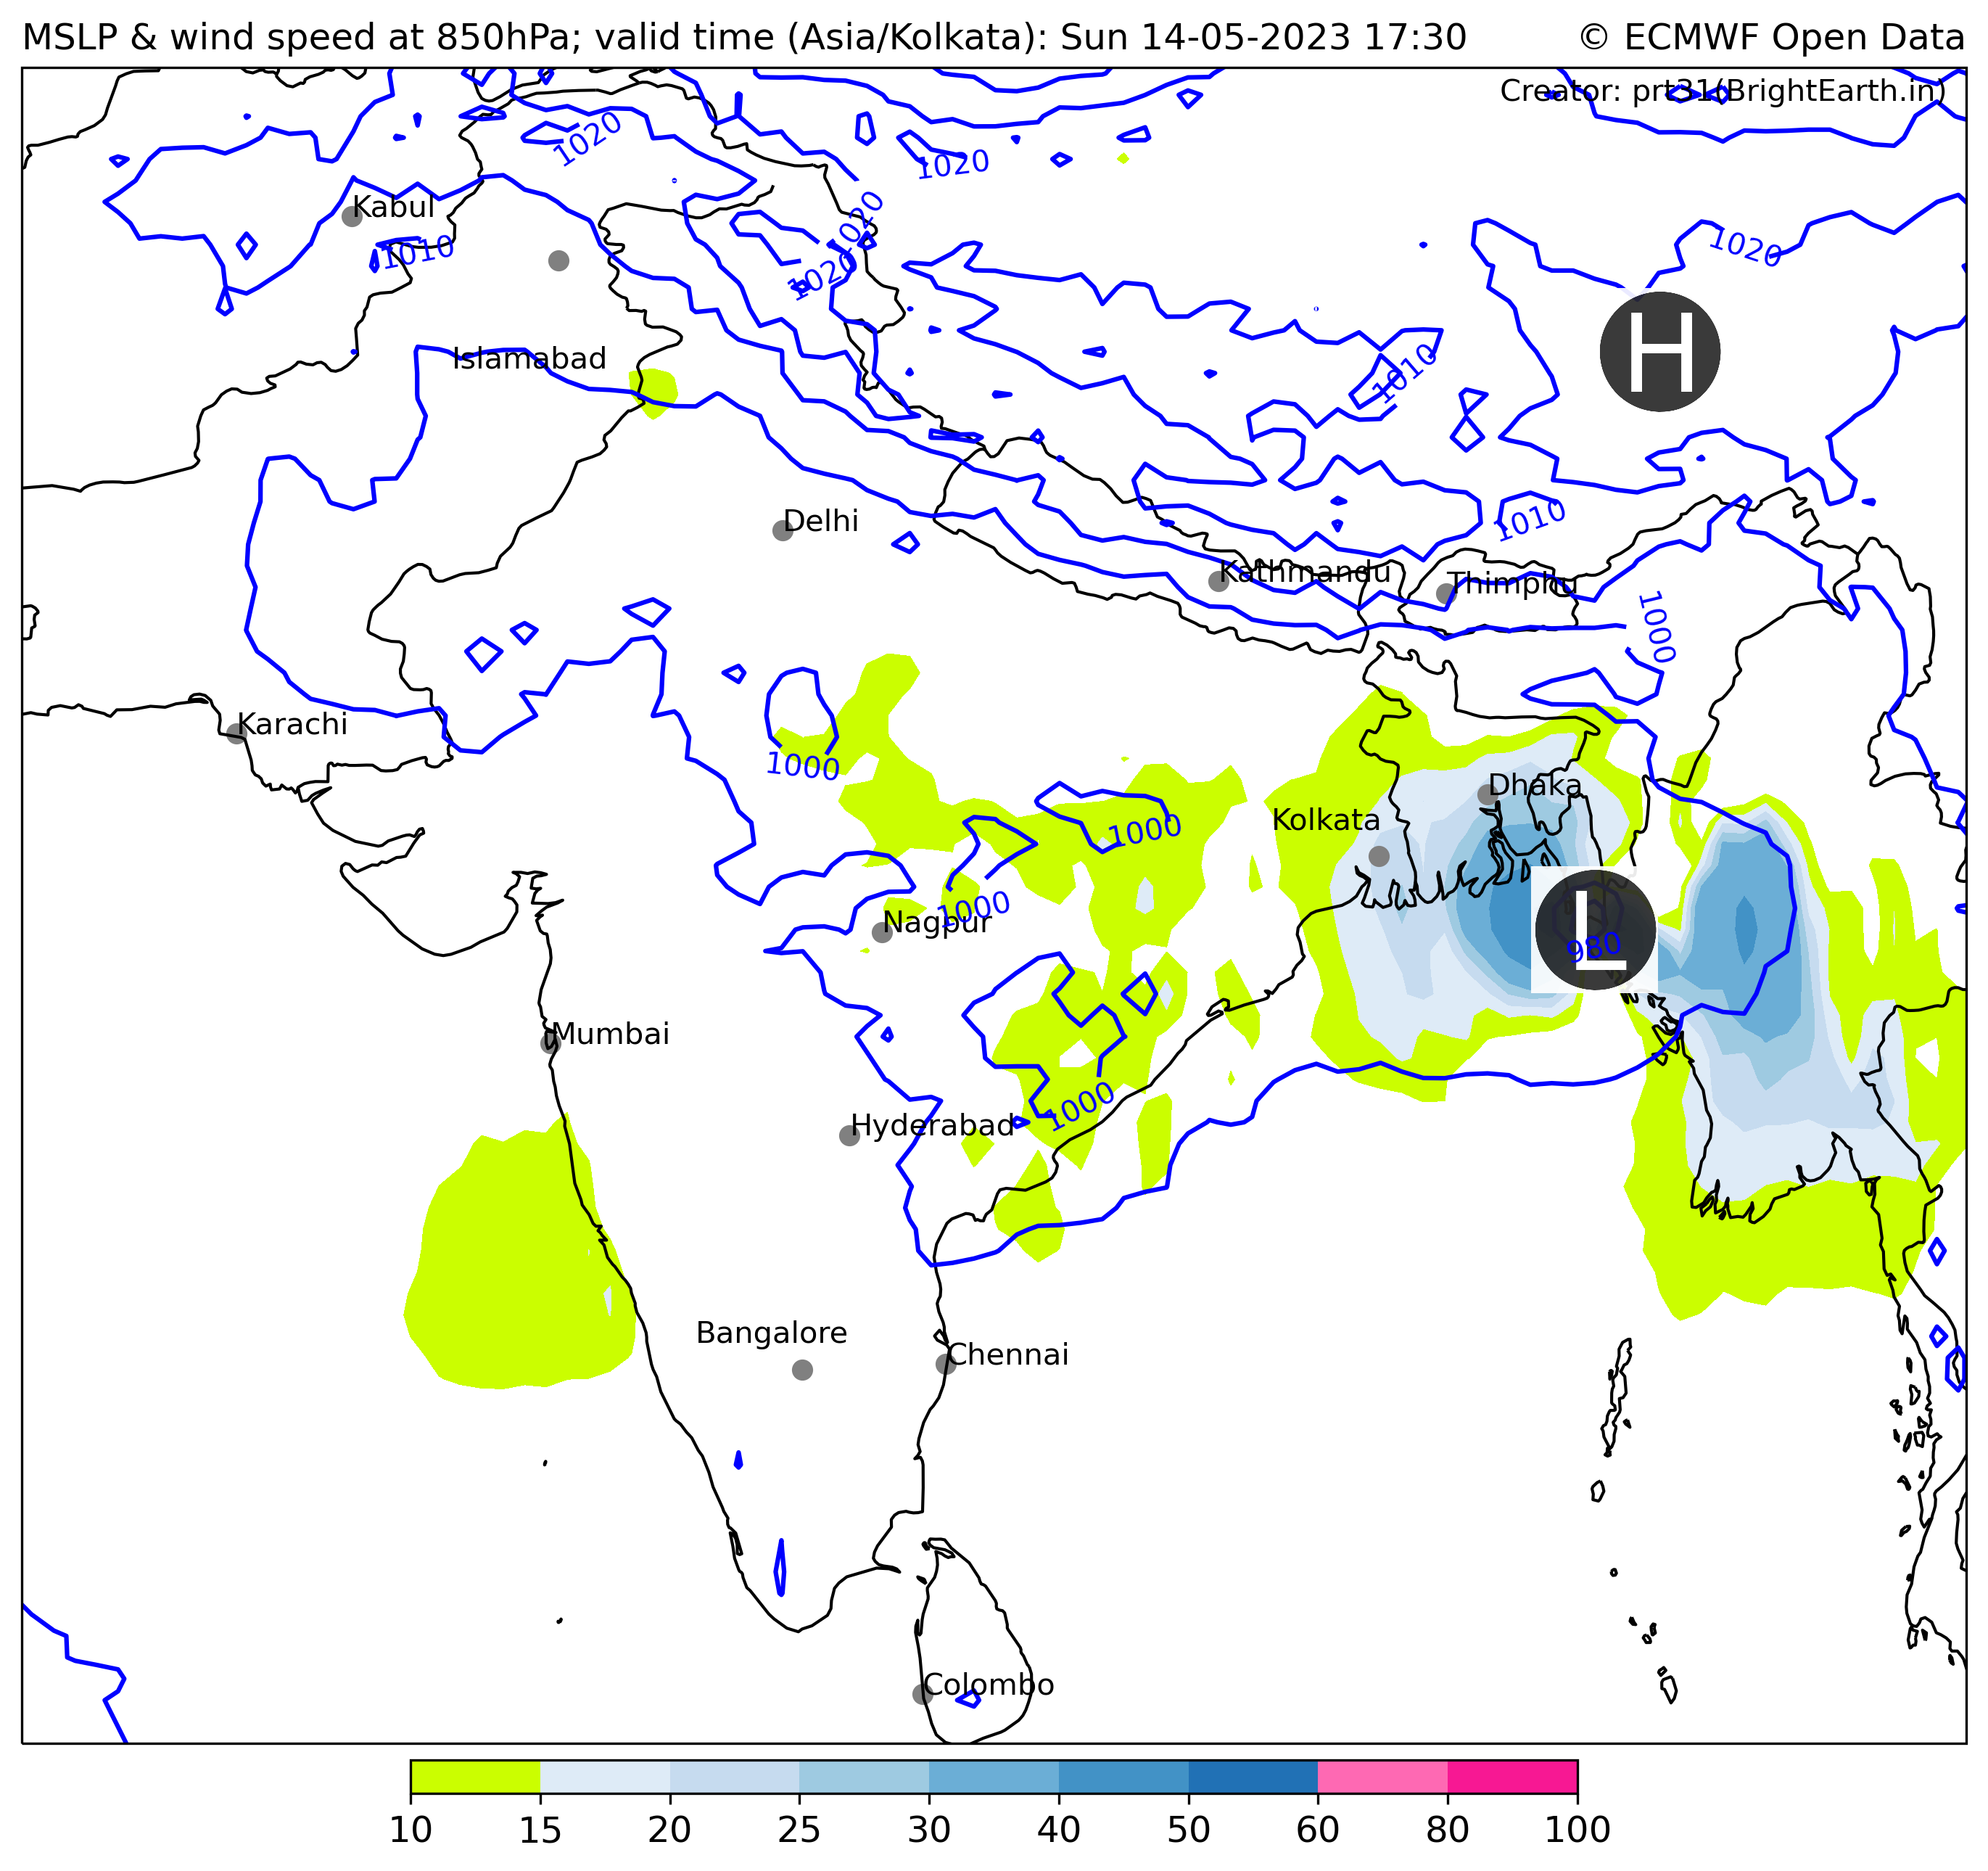 MSLP & wind speed at 850hPa; valid time (Asia/Kolkata): Sun 14-05-2023 17:30 © ECMWF Open Data
Creator: prt31(BrightEarth.in)
1020
1020
1020
Kabul
1010
1020
1020
H
Islamabad
1010
Delhi
1010
Kathmandu
Thimphu
1000
Karachi
1000
Dhaka
Kolkata
1000
1000
Nagpur
L
980
Mumbai
1000
Hyderabad
Bangalore
Chennai
Colombo
10 15 20 25 30 40 50 60 80 100